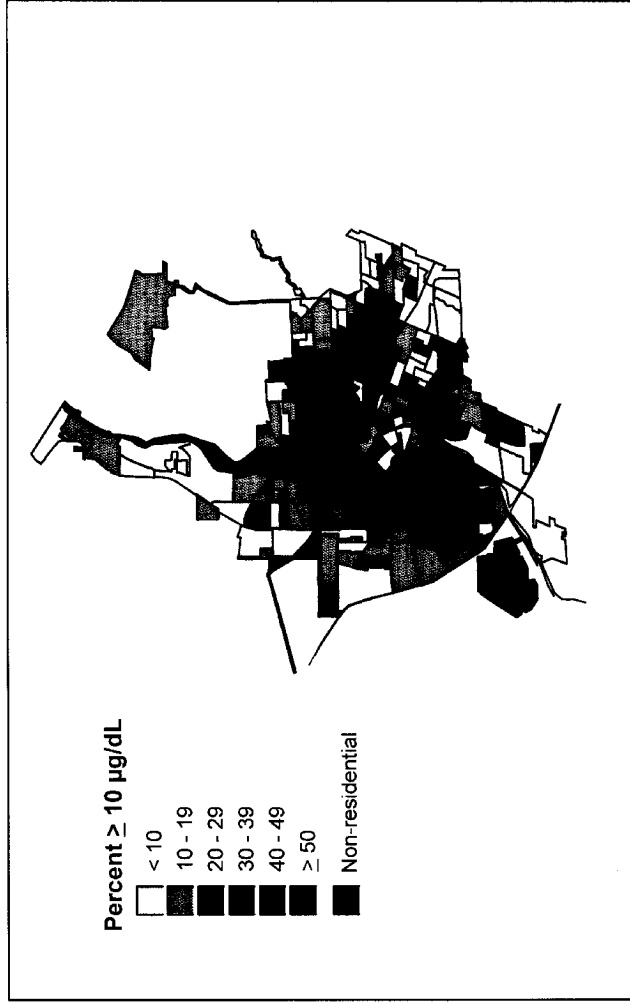 Percent ≥ 10 µg/dL
< 10
10 - 19
20 - 29
30 - 39
40 - 49
≥ 50
Non-residential